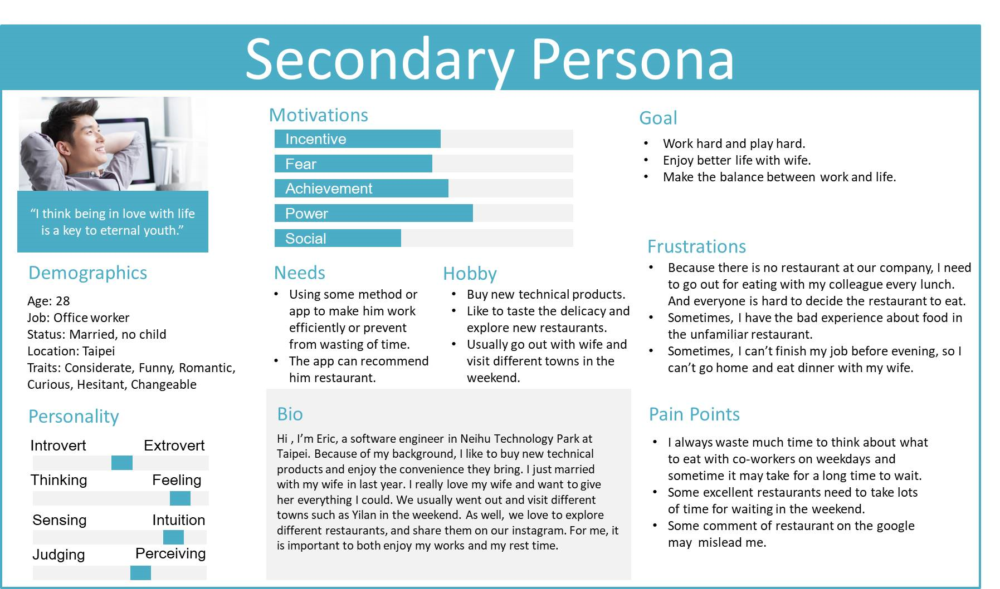 Secondary Persona
“I think being in love with life
is a key to eternal youth.”
Demographics
Age: 28
Job: Office worker
Status: Married, no child
Location: Taipei
Traits: Considerate, Funny, Romantic,
Curious, Hesitant, Changeable
Personality
Introvert Extrovert
Thinking Feeling
Sensing Intuition
Judging Perceiving
Motivations
Incentive
Fear
Achievement
Power
Social
Needs
• Using some method or
app to make him work
efficiently or prevent
from wasting of time.
• The app can recommend
him restaurant.
Hobby
• Buy new technical products.
• Like to taste the delicacy and
explore new restaurants.
• Usually go out with wife and
visit different towns in the
weekend.
Bio
Hi , I’m Eric, a software engineer in Neihu Technology Park at
Taipei. Because of my background, I like to buy new technical
products and enjoy the convenience they bring. I just married
with my wife in last year. I really love my wife and want to give
her everything I could. We usually went out and visit different
towns such as Yilan in the weekend. As well, we love to explore
different restaurants, and share them on our instagram. For me, it
is important to both enjoy my works and my rest time.
Goal
• Work hard and play hard.
• Enjoy better life with wife.
• Make the balance between work and life.
Frustrations
• Because there is no restaurant at our company, I need
to go out for eating with my colleague every lunch.
And everyone is hard to decide the restaurant to eat.
• Sometimes, I have the bad experience about food in
the unfamiliar restaurant.
• Sometimes, I can’t finish my job before evening, so I
can’t go home and eat dinner with my wife.
Pain Points
• I always waste much time to think about what
to eat with co-workers on weekdays and
sometime it may take for a long time to wait.
• Some excellent restaurants need to take lots
of time for waiting in the weekend.
• Some comment of restaurant on the google
may mislead me.